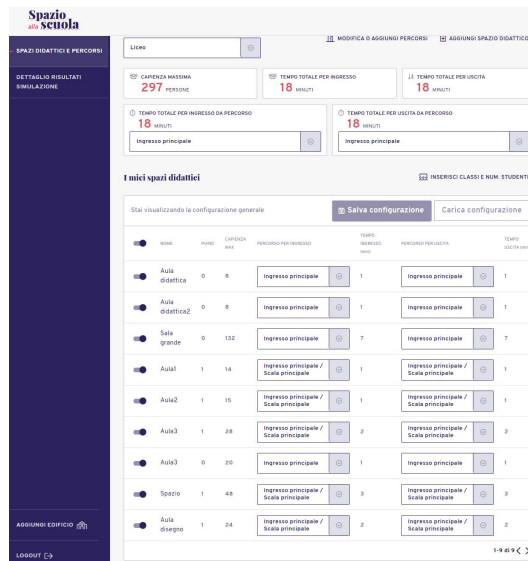 Spazio
alla scuola
SPAZI DIDATTICI E PERCORSI
DETTAGLIO RISULTATI
SIMULAZIONE
AGGIUNGI EDIFICIO
LOGOUT
Liceo
MODIFICA O AGGIUNGI PERCORSI
AGGIUNGI SPAZIO DIDATTICO
CAPIENZA MASSIMA
297 PERSONE
TEMPO TOTALE PER INGRESSO
18 MINUTI
TEMPO TOTALE PER USCITA
18 MINUTI
TEMPO TOTALE PER INGRESSO DA PERCORSO
18 MINUTI
Ingresso principale
TEMPO TOTALE PER USCITA DA PERCORSO
18 MINUTI
Ingresso principale
I miei spazi didattici
INSERISCI CLASSI E NUM. STUDENTI
Stai visualizzando la configurazione generale
Salva configurazione
Carica configurazione
NOME PIANO CAPIENZA MAX PERCORSO PER INGRESSO TEMPO INGRESSO (min) PERCORSO PER USCITA TEMPO USCITA (min)
Aula didattica 0 8 Ingresso principale 1 Ingresso principale 1
Aula didattica2 0 8 Ingresso principale 1 Ingresso principale 1
Sala grande 0 132 Ingresso principale 7 Ingresso principale 7
Aula1 1 14 Ingresso principale / Scala principale 1 Ingresso principale / Scala principale 1
Aula2 1 15 Ingresso principale / Scala principale 1 Ingresso principale / Scala principale 1
Aula3 1 28 Ingresso principale / Scala principale 2 Ingresso principale / Scala principale 2
Aula3 0 20 Ingresso principale 1 Ingresso principale 1
Spazio 1 48 Ingresso principale / Scala principale 3 Ingresso principale / Scala principale 3
Aula disegno 1 24 Ingresso principale / Scala principale 2 Ingresso principale / Scala principale 2
1-9 di 9